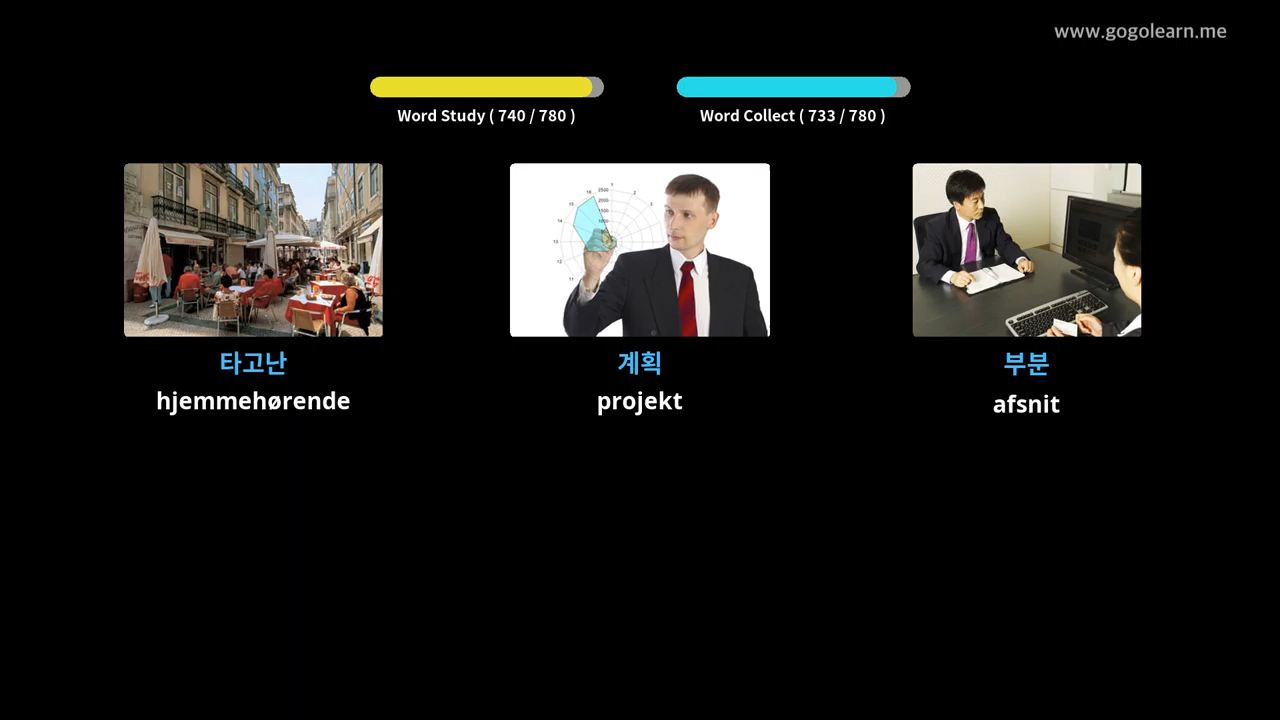 www.gogolearn.me
Word Study ( 740 / 780 )
Word Collect ( 733 / 780 )
타고난
계획
부분
hjemmehørende
projekt
afsnit